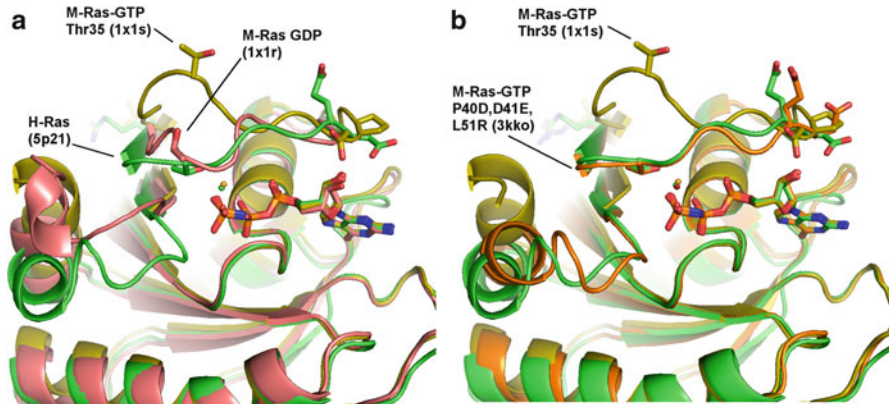 a
M-Ras-GTP
Thr35 (1x1s)
M-Ras GDP
(1x1r)
H-Ras
(5p21)
b
M-Ras-GTP
Thr35 (1x1s)
M-Ras-GTP
P40D,D41E,
L51R (3kko)